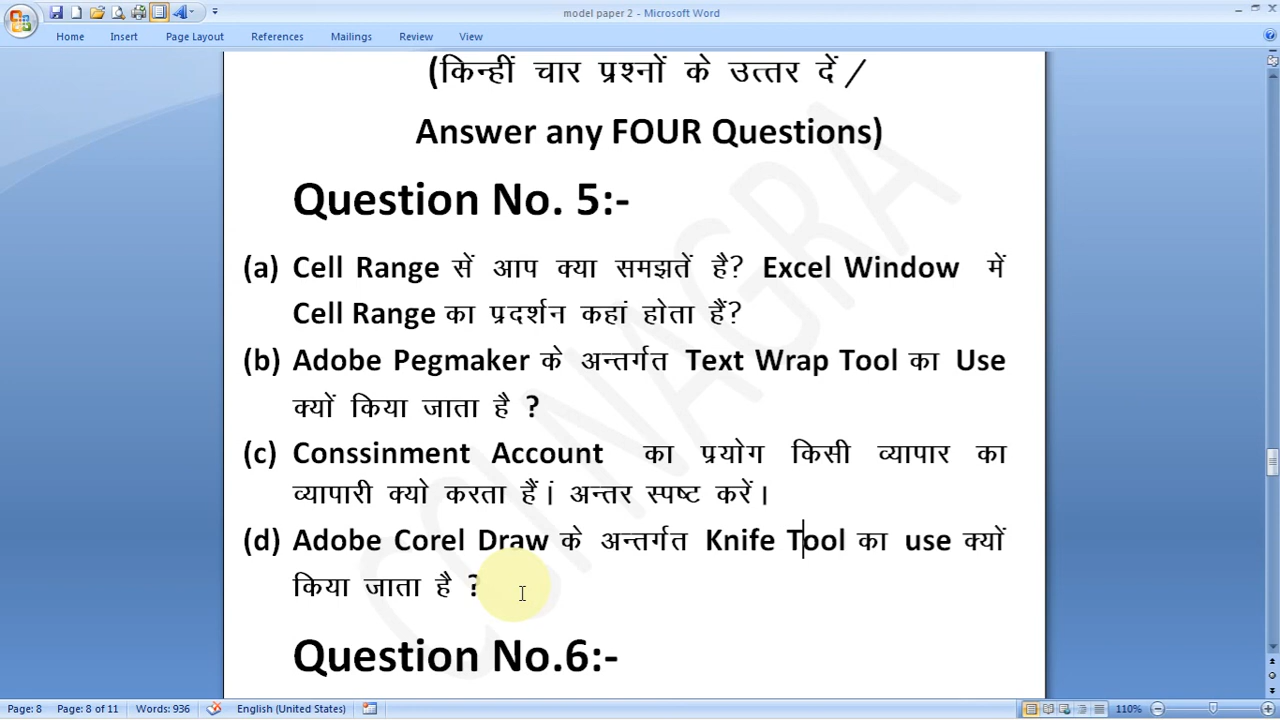 model paper 2 - Microsoft Word
Home Insert Page Layout References Mailings Review View
(किन्हीं चार प्रश्नों के उत्तर दें /
Answer any FOUR Questions)
Question No. 5:-
(a) Cell Range सें आप क्या समझतें है? Excel Window में
Cell Range का प्रदर्शन कहां होता हैं?
(b) Adobe Pegmaker के अन्तर्गत Text Wrap Tool का Use
क्यों किया जाता है ?
(c) Conssinment Account का प्रयोग किसी व्यापार का
व्यापारी क्यो करता हैं। अन्तर स्पष्ट करें।
(d) Adobe Corel Draw के अन्तर्गत Knife Tool का use क्यों
किया जाता है ?
Question No.6:-
CCN NAGRA
Page: 8 Page: 8 of 11 Words: 936 English (United States) 110%